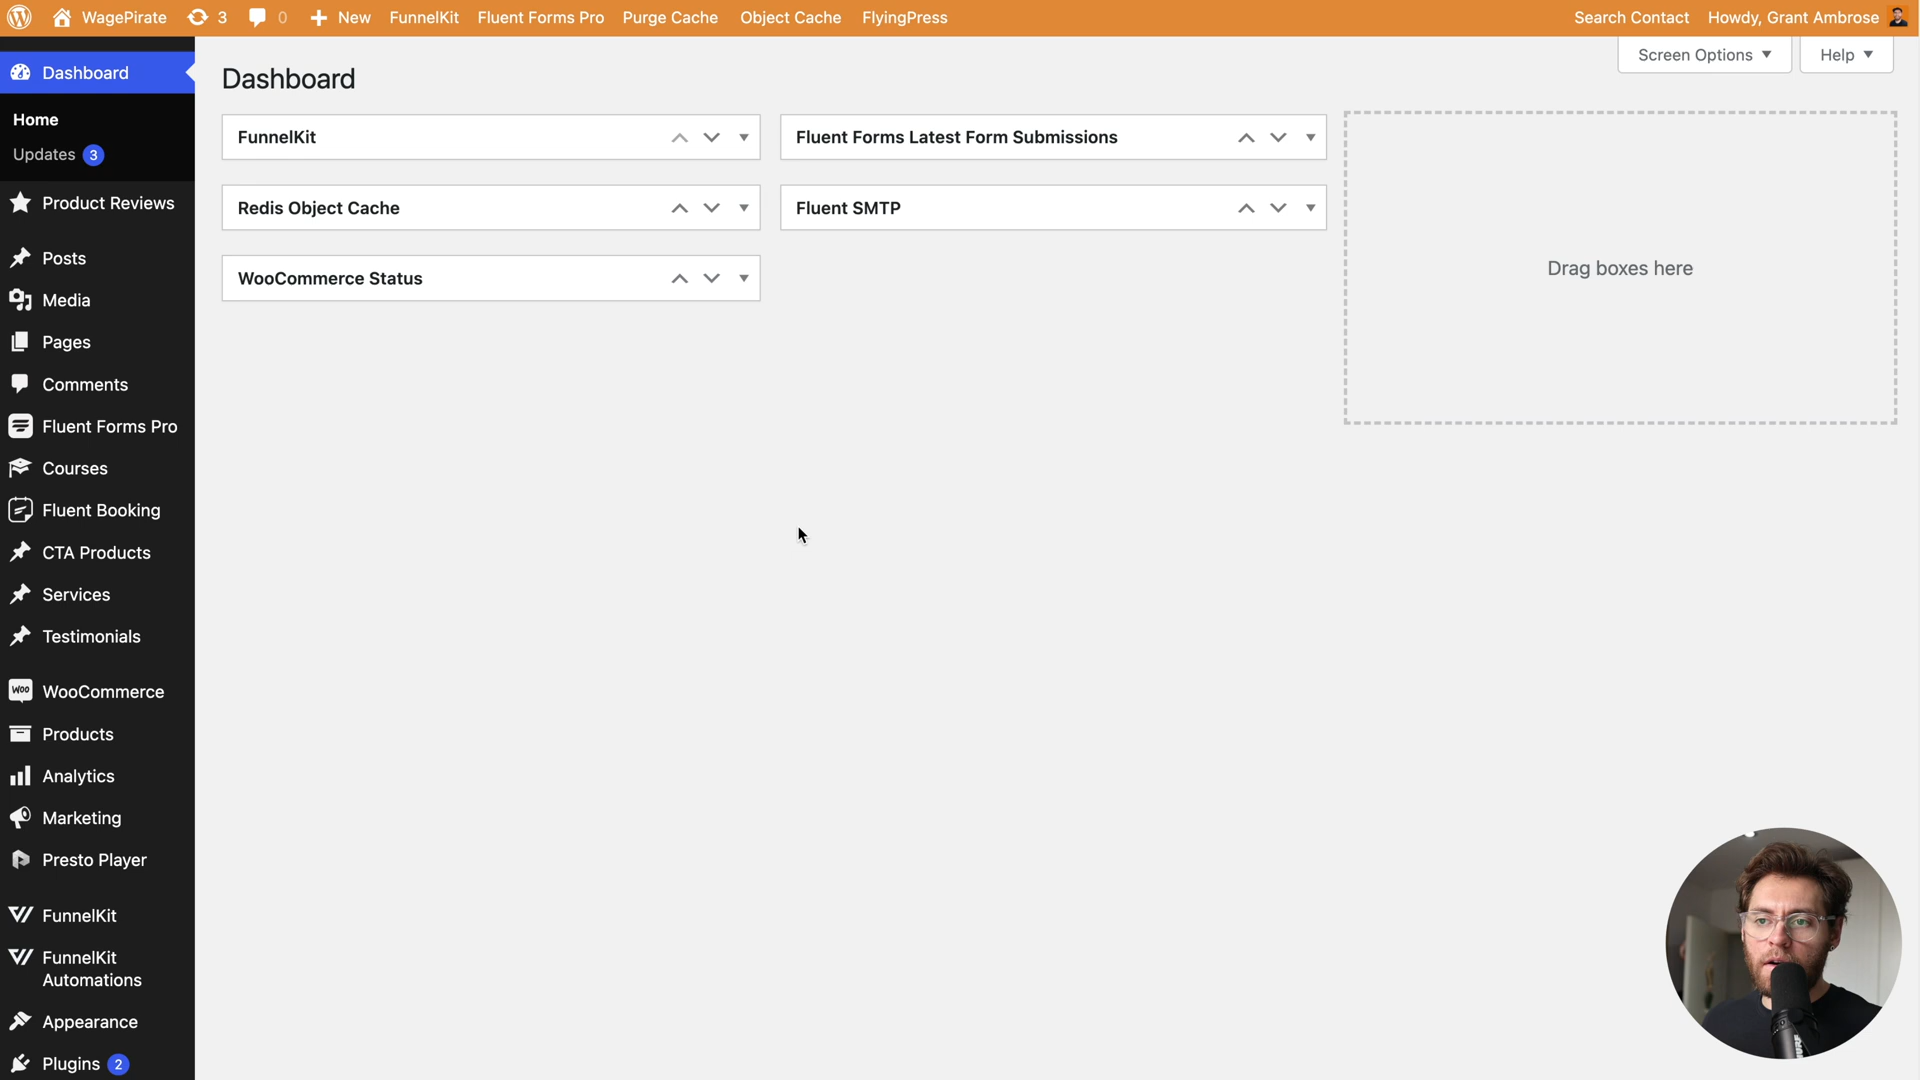 WagePirate 3 0 New FunnelKit Fluent Forms Pro Purge Cache Object Cache FlyingPress Search Contact Howdy, Grant Ambrose
Screen Options Help
Dashboard
Home
Updates 3
Product Reviews
Posts
Media
Pages
Comments
Fluent Forms Pro
Courses
Fluent Booking
CTA Products
Services
Testimonials
Woo WooCommerce
Products
Analytics
Marketing
Presto Player
FunnelKit
FunnelKit
Automations
Appearance
Plugins 2
Dashboard
FunnelKit
Redis Object Cache
WooCommerce Status
Fluent Forms Latest Form Submissions
Fluent SMTP
Drag boxes here